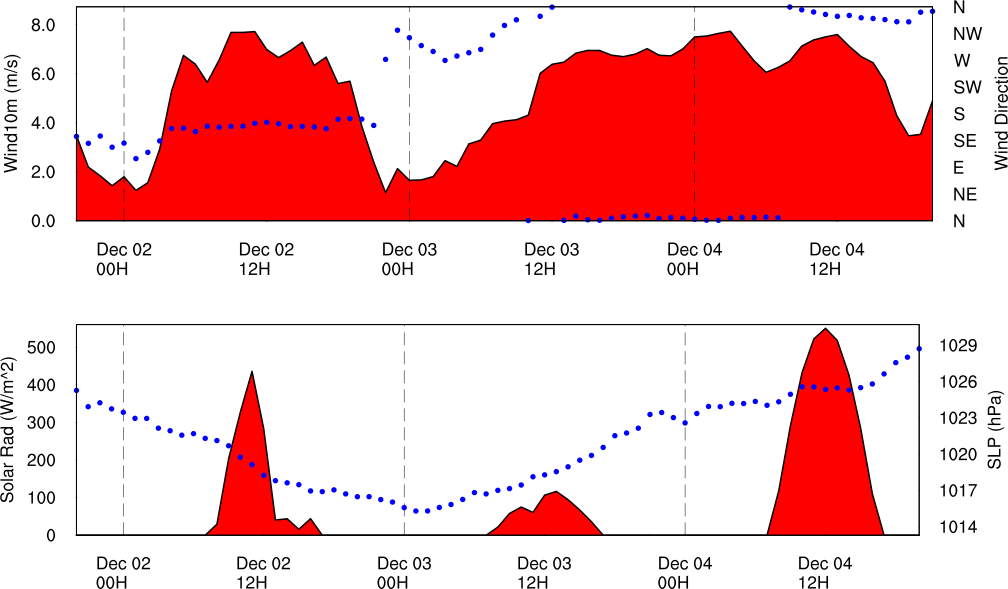 Wind10m (m/s)
8.0
6.0
4.0
2.0
0.0
N
NW
W
SW
S
SE
E
NE
N
Wind Direction
Dec 02
00H
Dec 02
12H
Dec 03
00H
Dec 03
12H
Dec 04
00H
Dec 04
12H
Solar Rad (W/m^2)
500
400
300
200
100
0
1029
1026
1023
1020
1017
1014
SLP (hPa)
Dec 02
00H
Dec 02
12H
Dec 03
00H
Dec 03
12H
Dec 04
00H
Dec 04
12H